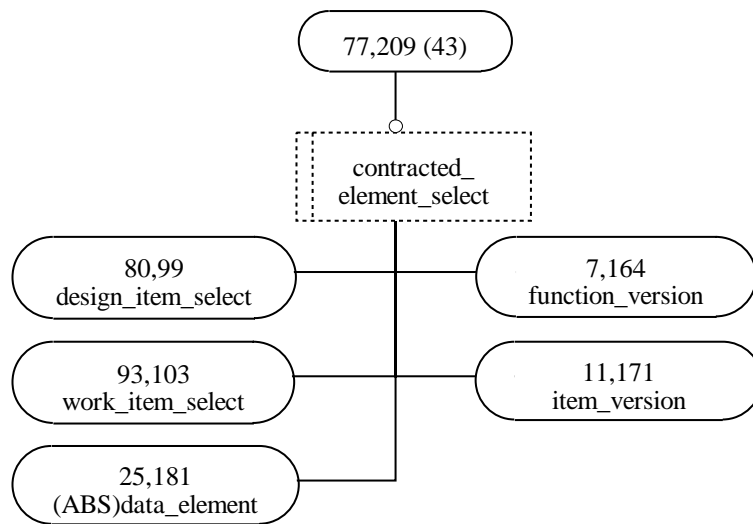 77,209 (43)
contracted_
element_select
80,99
design_item_select
7,164
function_version
93,103
work_item_select
11,171
item_version
25,181
(ABS)data_element